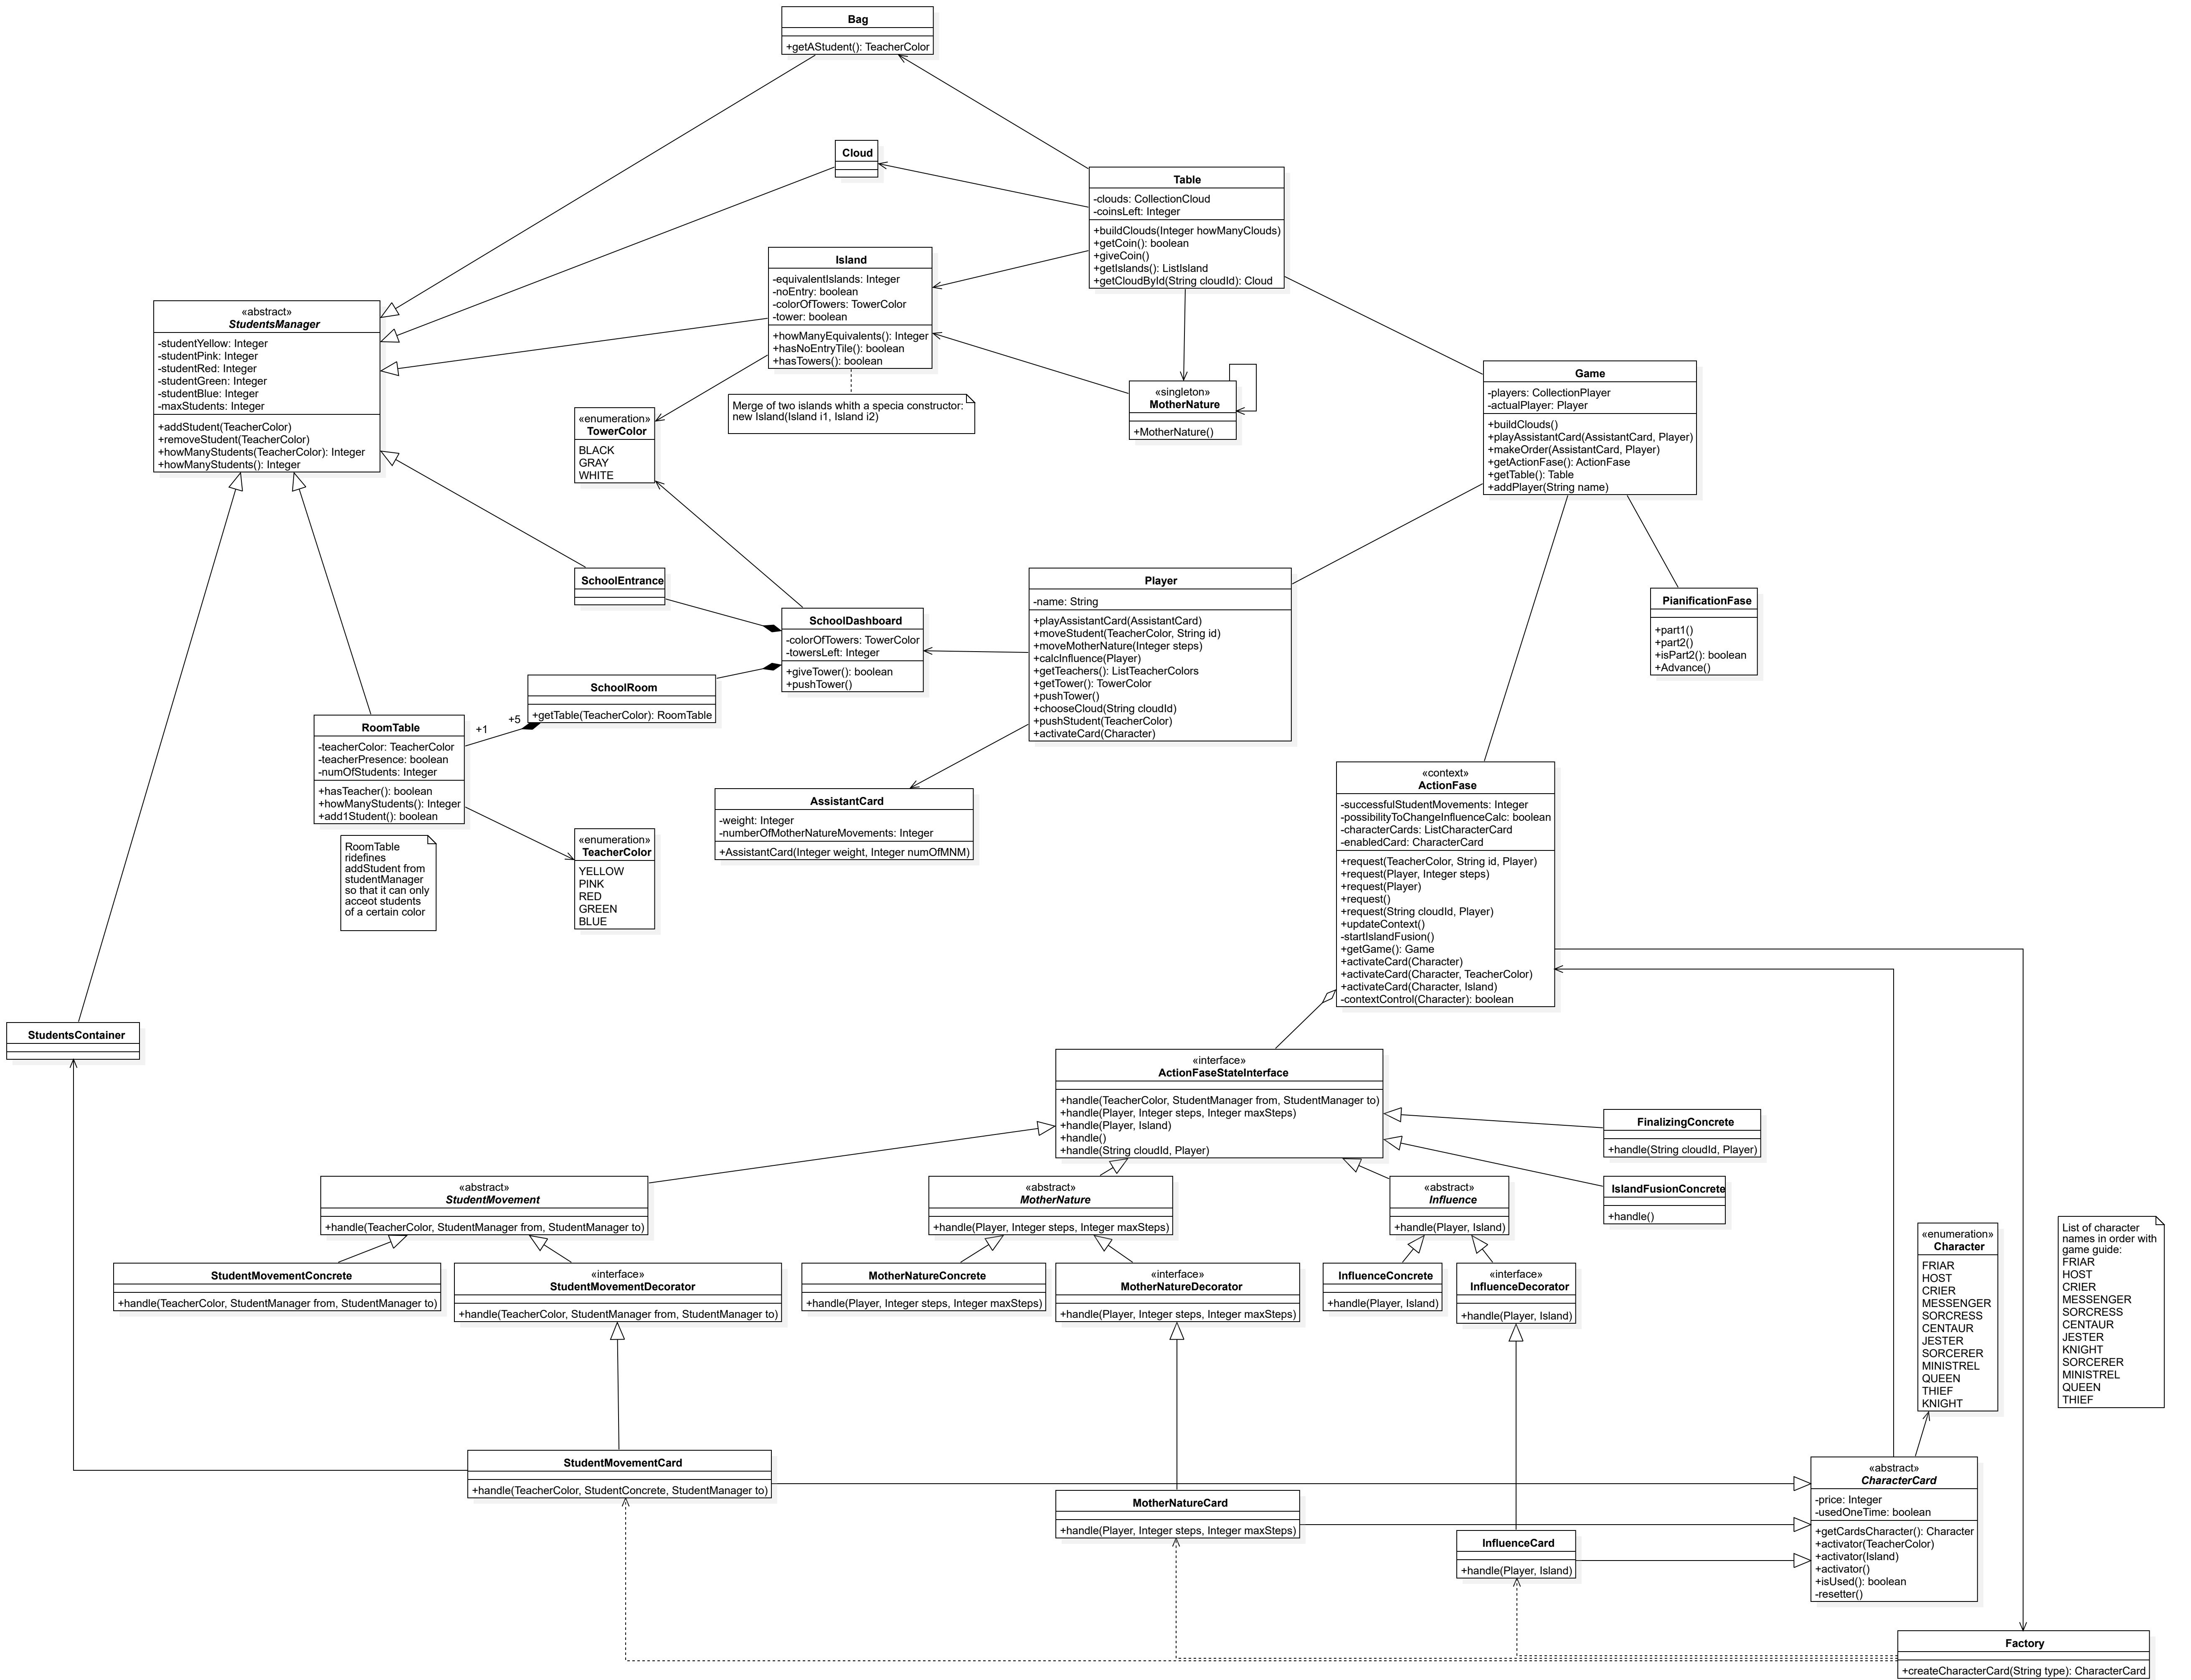 Bag
+getAStudent(): TeacherColor
Cloud
Table
-clouds: CollectionCloud
-coinsLeft: Integer
+buildClouds(Integer howManyClouds)
+getCoin(): boolean
+giveCoin()
+getIslands(): ListIsland
+getCloudById(String cloudId): Cloud
Island
-equivalentIslands: Integer
-noEntry: boolean
-colorOfTowers: TowerColor
-tower: boolean
+howManyEquivalents(): Integer
+hasNoEntryTile(): boolean
+hasTowers(): boolean
«abstract»
StudentsManager
-studentYellow: Integer
-studentPink: Integer
-studentRed: Integer
-studentGreen: Integer
-studentBlue: Integer
-maxStudents: Integer
+addStudent(TeacherColor)
+removeStudent(TeacherColor)
+howManyStudents(TeacherColor): Integer
+howManyStudents(): Integer
Merge of two islands whith a specia constructor:
new Island(Island i1, Island i2)
«singleton»
MotherNature
+MotherNature()
Game
-players: CollectionPlayer
-actualPlayer: Player
+buildClouds()
+playAssistantCard(AssistantCard, Player)
+makeOrder(AssistantCard, Player)
+getActionFase(): ActionFase
+getTable(): Table
+addPlayer(String name)
«enumeration»
TowerColor
BLACK
GRAY
WHITE
SchoolEntrance
SchoolDashboard
-colorOfTowers: TowerColor
-towersLeft: Integer
+giveTower(): boolean
+pushTower()
Player
-name: String
+playAssistantCard(AssistantCard)
+moveStudent(TeacherColor, String id)
+moveMotherNature(Integer steps)
+calcInfluence(Player)
+getTeachers(): ListTeacherColors
+getTower(): TowerColor
+pushTower()
+chooseCloud(String cloudId)
+pushStudent(TeacherColor)
+activateCard(Character)
PianificationFase
+part1()
+part2()
+isPart2(): boolean
+Advance()
SchoolRoom
+getTable(TeacherColor): RoomTable
+5
+1
RoomTable
-teacherColor: TeacherColor
-teacherPresence: boolean
-numOfStudents: Integer
+hasTeacher(): boolean
+howManyStudents(): Integer
+add1Student(): boolean
RoomTable
ridefines
addStudent from
studentManager
so that it can only
acceot students
of a certain color
«enumeration»
TeacherColor
YELLOW
PINK
RED
GREEN
BLUE
AssistantCard
-weight: Integer
-numberOfMotherNatureMovements: Integer
+AssistantCard(Integer weight, Integer numOfMNM)
«context»
ActionFase
-successfulStudentMovements: Integer
-possibilityToChangeInfluenceCalc: boolean
-characterCards: ListCharacterCard
-enabledCard: CharacterCard
+request(TeacherColor, String id, Player)
+request(Player, Integer steps)
+request(Player)
+request()
+request(String cloudId, Player)
+updateContext()
-startIslandFusion()
+getGame(): Game
+activateCard(Character)
+activateCard(Character, TeacherColor)
+activateCard(Character, Island)
-contextControl(Character): boolean
StudentsContainer
«interface»
ActionFaseStateInterface
+handle(TeacherColor, StudentManager from, StudentManager to)
+handle(Player, Integer steps, Integer maxSteps)
+handle(Player, Island)
+handle()
+handle(String cloudId, Player)
FinalizingConcrete
+handle(String cloudId, Player)
IslandFusionConcrete
+handle()
«abstract»
StudentMovement
+handle(TeacherColor, StudentManager from, StudentManager to)
«abstract»
MotherNature
+handle(Player, Integer steps, Integer maxSteps)
«abstract»
Influence
+handle(Player, Island)
StudentMovementConcrete
+handle(TeacherColor, StudentManager from, StudentManager to)
«interface»
StudentMovementDecorator
+handle(TeacherColor, StudentManager from, StudentManager to)
MotherNatureConcrete
+handle(Player, Integer steps, Integer maxSteps)
«interface»
MotherNatureDecorator
+handle(Player, Integer steps, Integer maxSteps)
InfluenceConcrete
+handle(Player, Island)
«interface»
InfluenceDecorator
+handle(Player, Island)
«enumeration»
Character
FRIAR
HOST
CRIER
MESSENGER
SORCRESS
CENTAUR
JESTER
SORCERER
MINISTREL
QUEEN
THIEF
KNIGHT
List of character
names in order with
game guide:
FRIAR
HOST
CRIER
MESSENGER
SORCRESS
CENTAUR
JESTER
KNIGHT
SORCERER
MINISTREL
QUEEN
THIEF
StudentMovementCard
+handle(TeacherColor, StudentConcrete, StudentManager to)
MotherNatureCard
+handle(Player, Integer steps, Integer maxSteps)
InfluenceCard
+handle(Player, Island)
«abstract»
CharacterCard
-price: Integer
-usedOneTime: boolean
+getCardsCharacter(): Character
+activator(TeacherColor)
+activator(Island)
+activator()
+isUsed(): boolean
-resetter()
Factory
+createCharacterCard(String type): CharacterCard